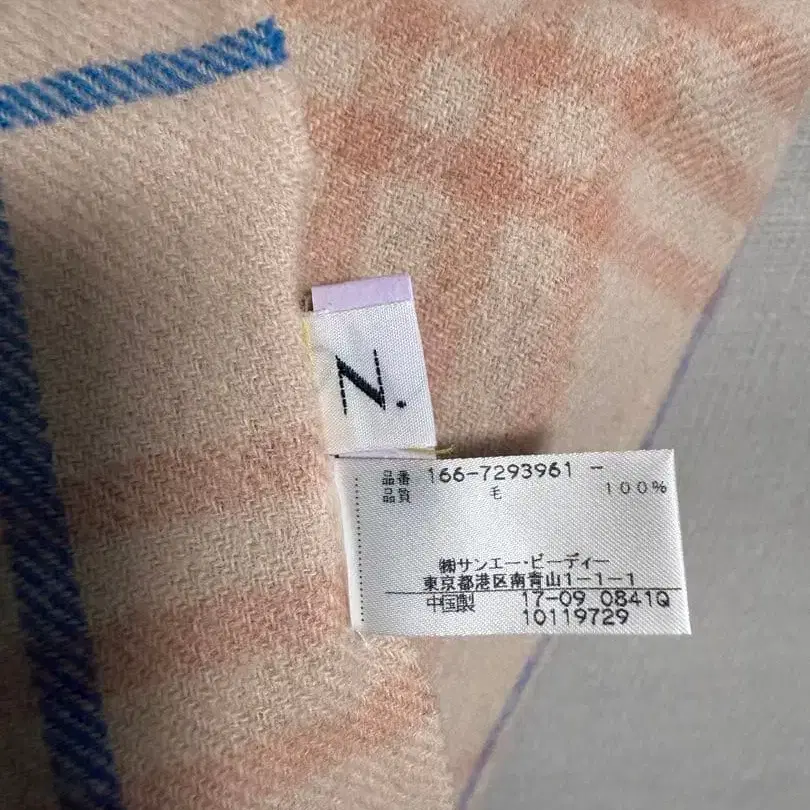 N.
品番 166-7293961 -
品質 毛 100%
㈱サンエー・ビーディー
東京都港区南青山1-1-1
中国製 17-09 0841Q
10119729